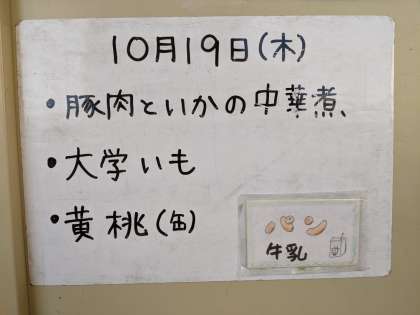 10月19日(木)
・豚肉といかの中華煮、
・大学いも
・黄桃(缶)
パン
牛乳